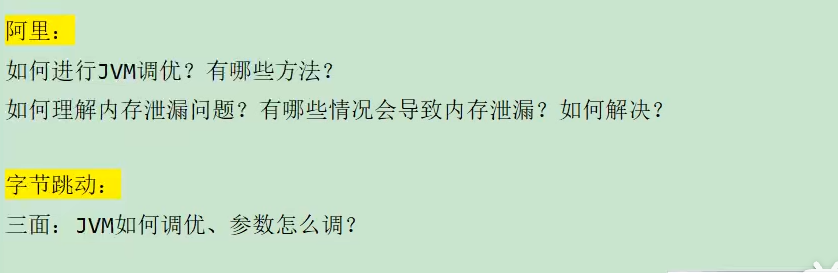 阿里：
如何进行JVM调优？有哪些方法？
如何理解内存泄漏问题？有哪些情况会导致内存泄漏？如何解决？
字节跳动：
三面：JVM如何调优、参数怎么调？